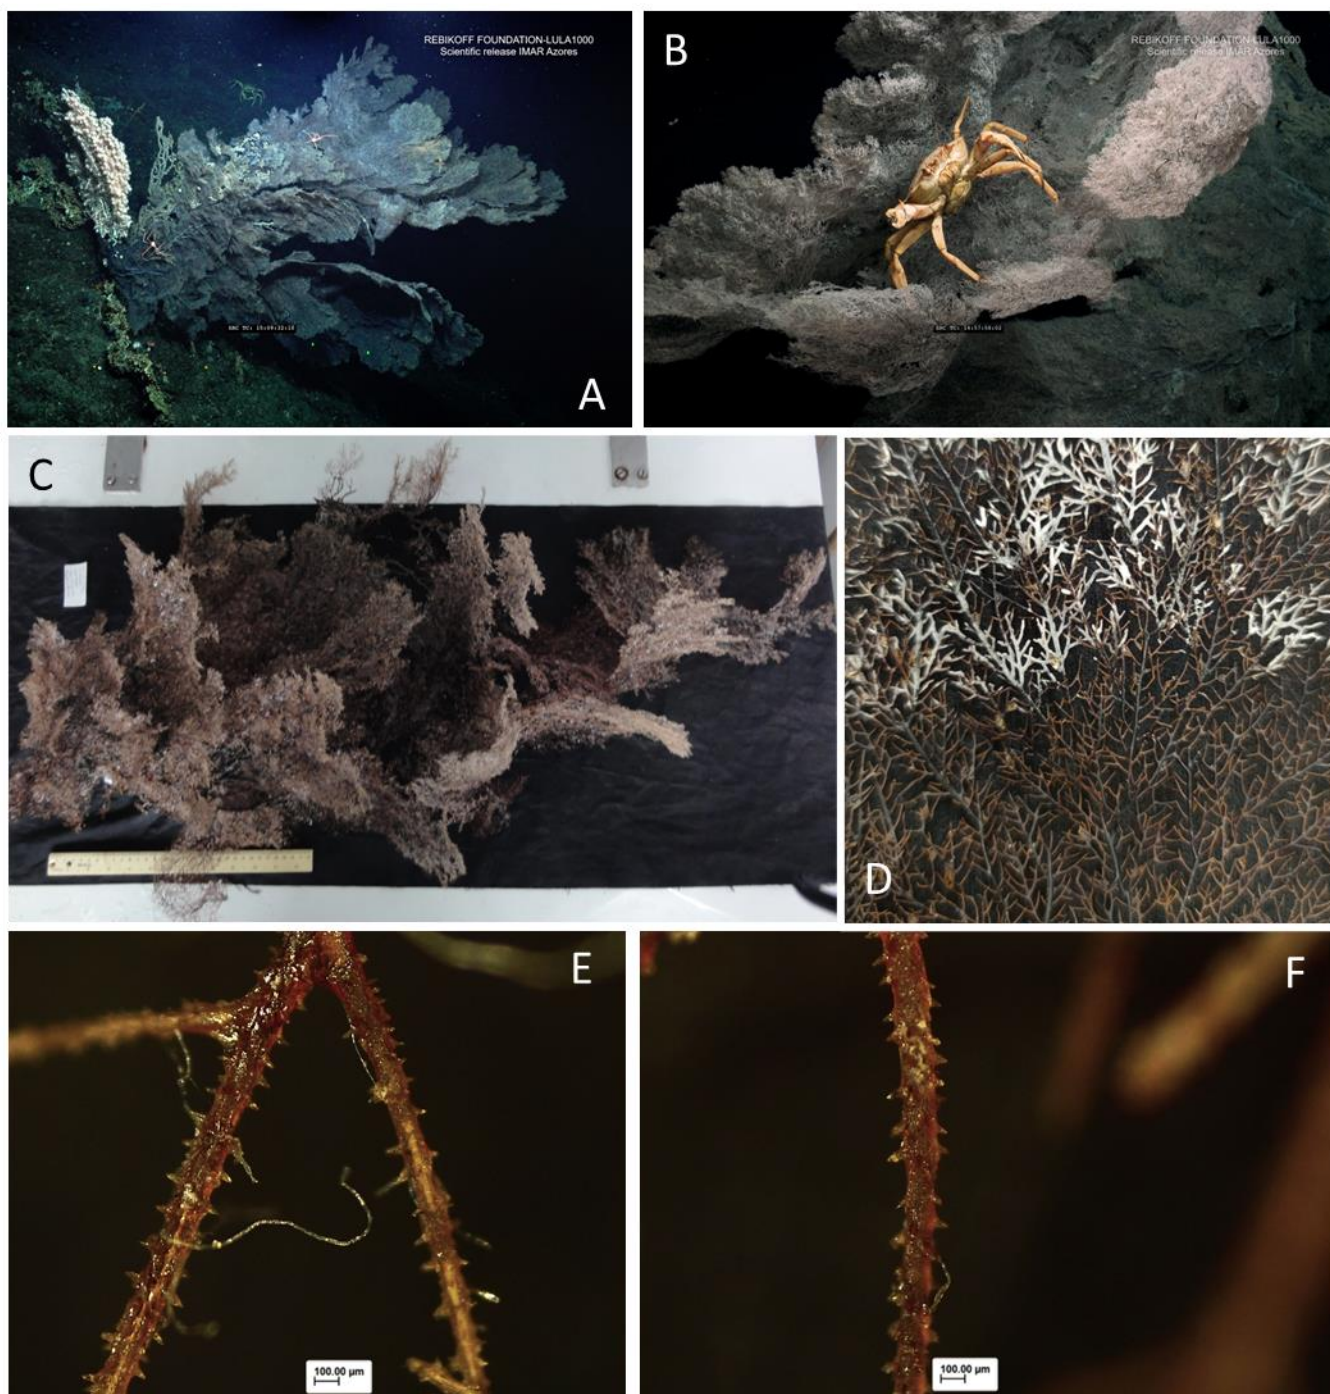 REBIKOFF FOUNDATION-LULA1000
Scientific release IMAR Azores
A
B
REBIKOFF FOUNDATION-LULA1000
Scientific release IMAR Azores
C
D
E
100.00 µm
F
100.00 µm